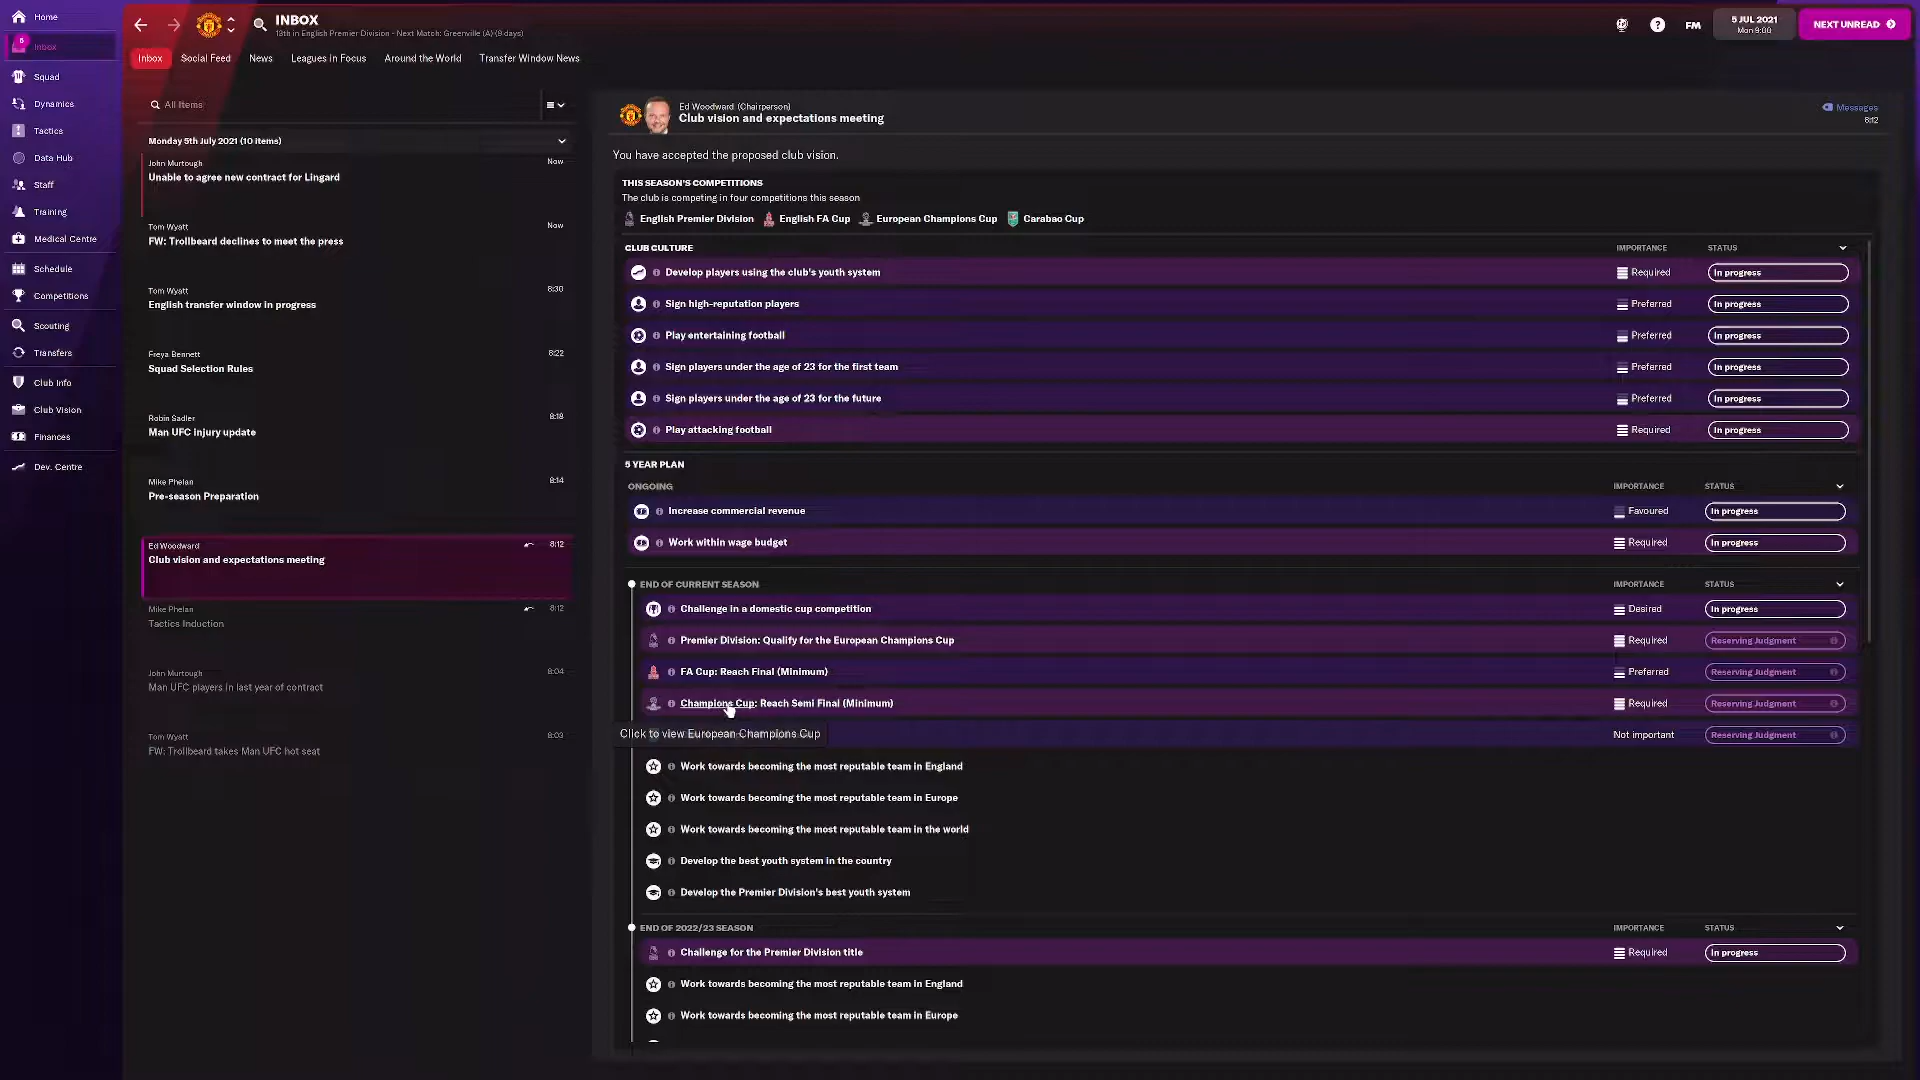 Home
5
Inbox
Squad
Dynamics
Tactics
Data Hub
Staff
Training
Medical Centre
Schedule
Competitions
Scouting
Transfers
Club Info
Club Vision
Finances
Dev. Centre
INBOX
13th in English Premier Division - Next Match: Greenville (A) (8 days)
FM
5 JUL 2021
Mon 9:00
NEXT UNREAD
Inbox
Social Feed
News
Leagues in Focus
Around the World
Transfer Window News
All Items
Monday 5th July 2021 (10 items)
John Murtough
Now
Unable to agree new contract for Lingard
Tom Wyatt
Now
FW: Trollbeard declines to meet the press
Tom Wyatt
8:30
English transfer window in progress
Freya Bennett
8:22
Squad Selection Rules
Robin Sadler
8:18
Man UFC injury update
Mike Phelan
8:14
Pre-season Preparation
Ed Woodward
8:12
Club vision and expectations meeting
Mike Phelan
8:12
Tactics Induction
John Murtough
8:04
Man UFC players in last year of contract
Tom Wyatt
8:03
FW: Trollbeard takes Man UFC hot seat
Ed Woodward (Chairperson)
Club vision and expectations meeting
Messages
8:12
You have accepted the proposed club vision.
THIS SEASON'S COMPETITIONS
The club is competing in four competitions this season
English Premier Division English FA Cup European Champions Cup Carabao Cup
CLUB CULTURE IMPORTANCE STATUS
Develop players using the club's youth system Required In progress
Sign high-reputation players Preferred In progress
Play entertaining football Preferred In progress
Sign players under the age of 23 for the first team Preferred In progress
Sign players under the age of 23 for the future Preferred In progress
Play attacking football Required In progress
5 YEAR PLAN
ONGOING IMPORTANCE STATUS
Increase commercial revenue Favoured In progress
Work within wage budget Required In progress
END OF CURRENT SEASON IMPORTANCE STATUS
Challenge in a domestic cup competition Desired In progress
Premier Division: Qualify for the European Champions Cup Required Reserving Judgment
FA Cup: Reach Final (Minimum) Preferred Reserving Judgment
Champions Cup: Reach Semi Final (Minimum) Required Reserving Judgment
Click to view European Champions Cup
Not important Reserving Judgment
Work towards becoming the most reputable team in England
Work towards becoming the most reputable team in Europe
Work towards becoming the most reputable team in the world
Develop the best youth system in the country
Develop the Premier Division's best youth system
END OF 2022/23 SEASON IMPORTANCE STATUS
Challenge for the Premier Division title Required In progress
Work towards becoming the most reputable team in England
Work towards becoming the most reputable team in Europe